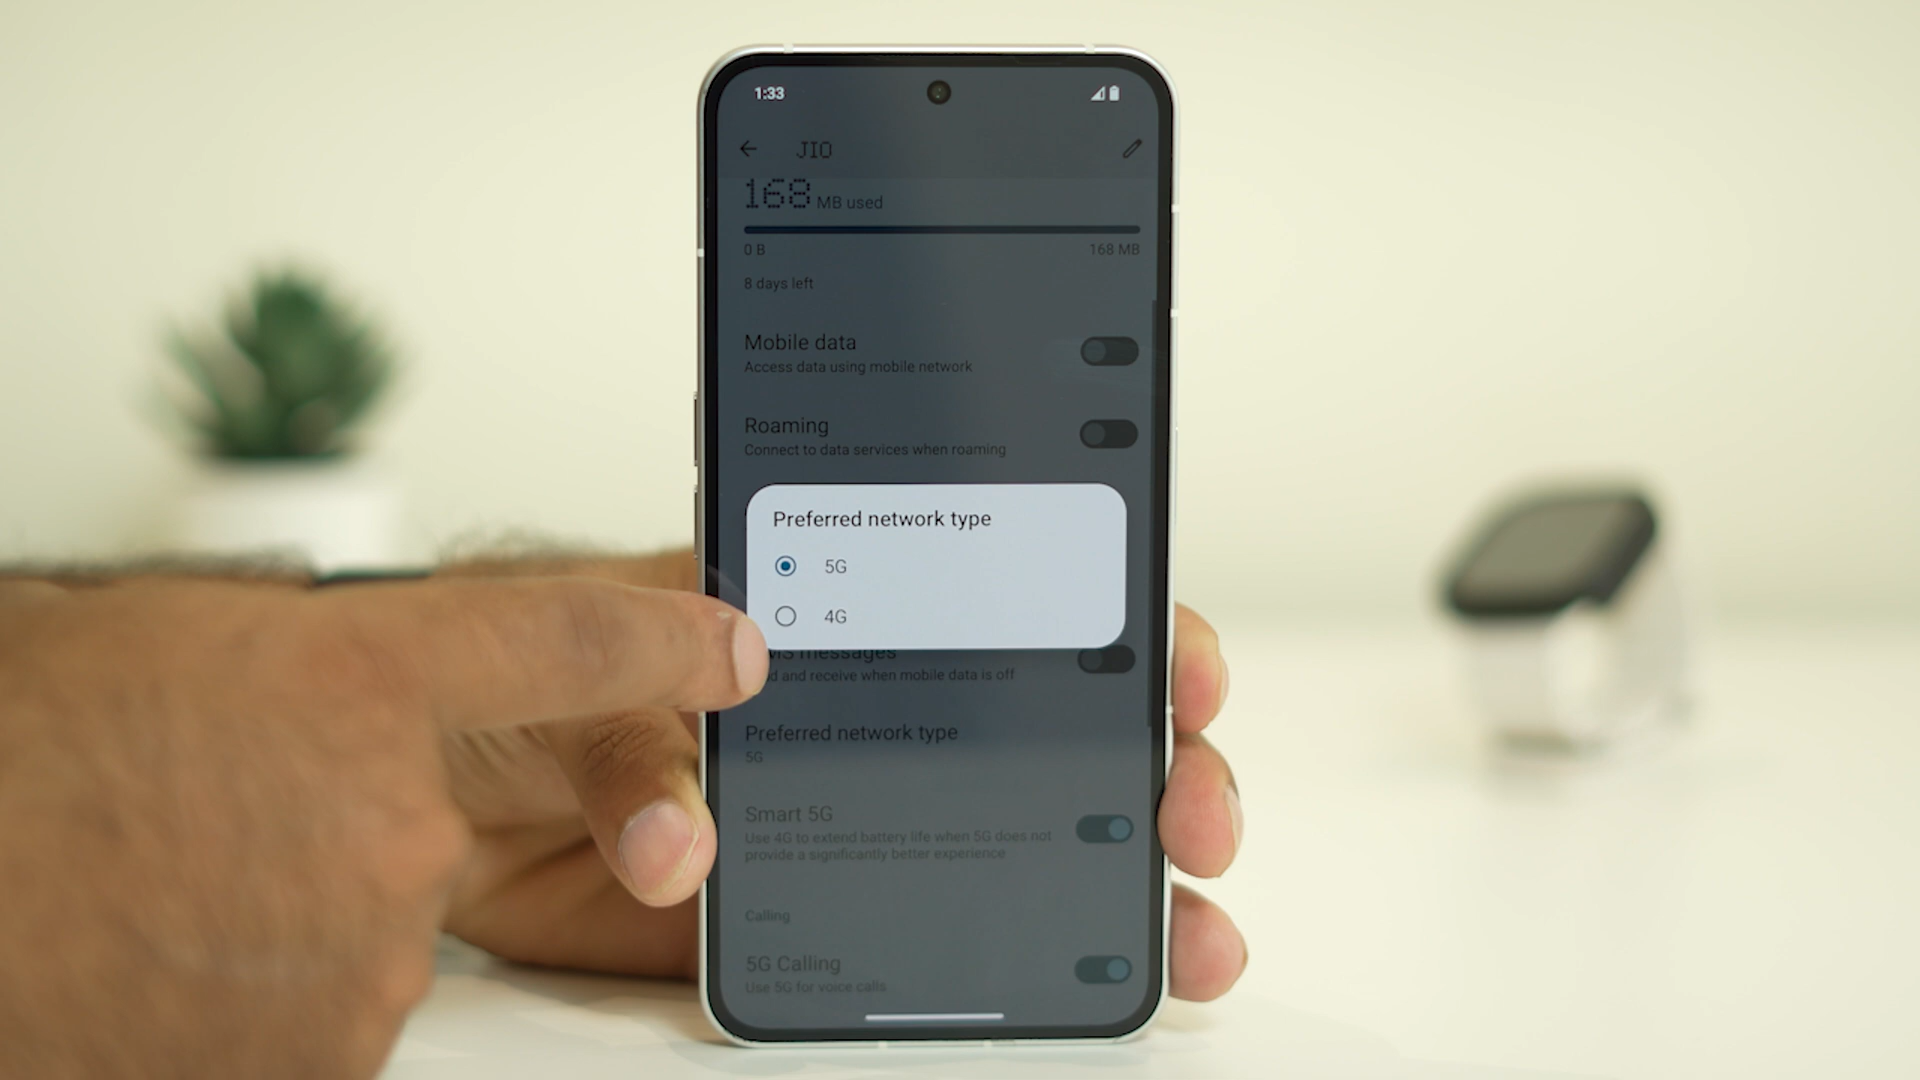 1:33
JIO
168 MB used
0 B 168 MB
8 days left
Mobile data
Access data using mobile network
Roaming
Connect to data services when roaming
Preferred network type
5G
4G
messages
and receive when mobile data is off
Preferred network type
5G
Smart 5G
Use 4G to extend battery life when 5G does not
provide a significantly better experience
Calling
5G Calling
Use 5G for voice calls